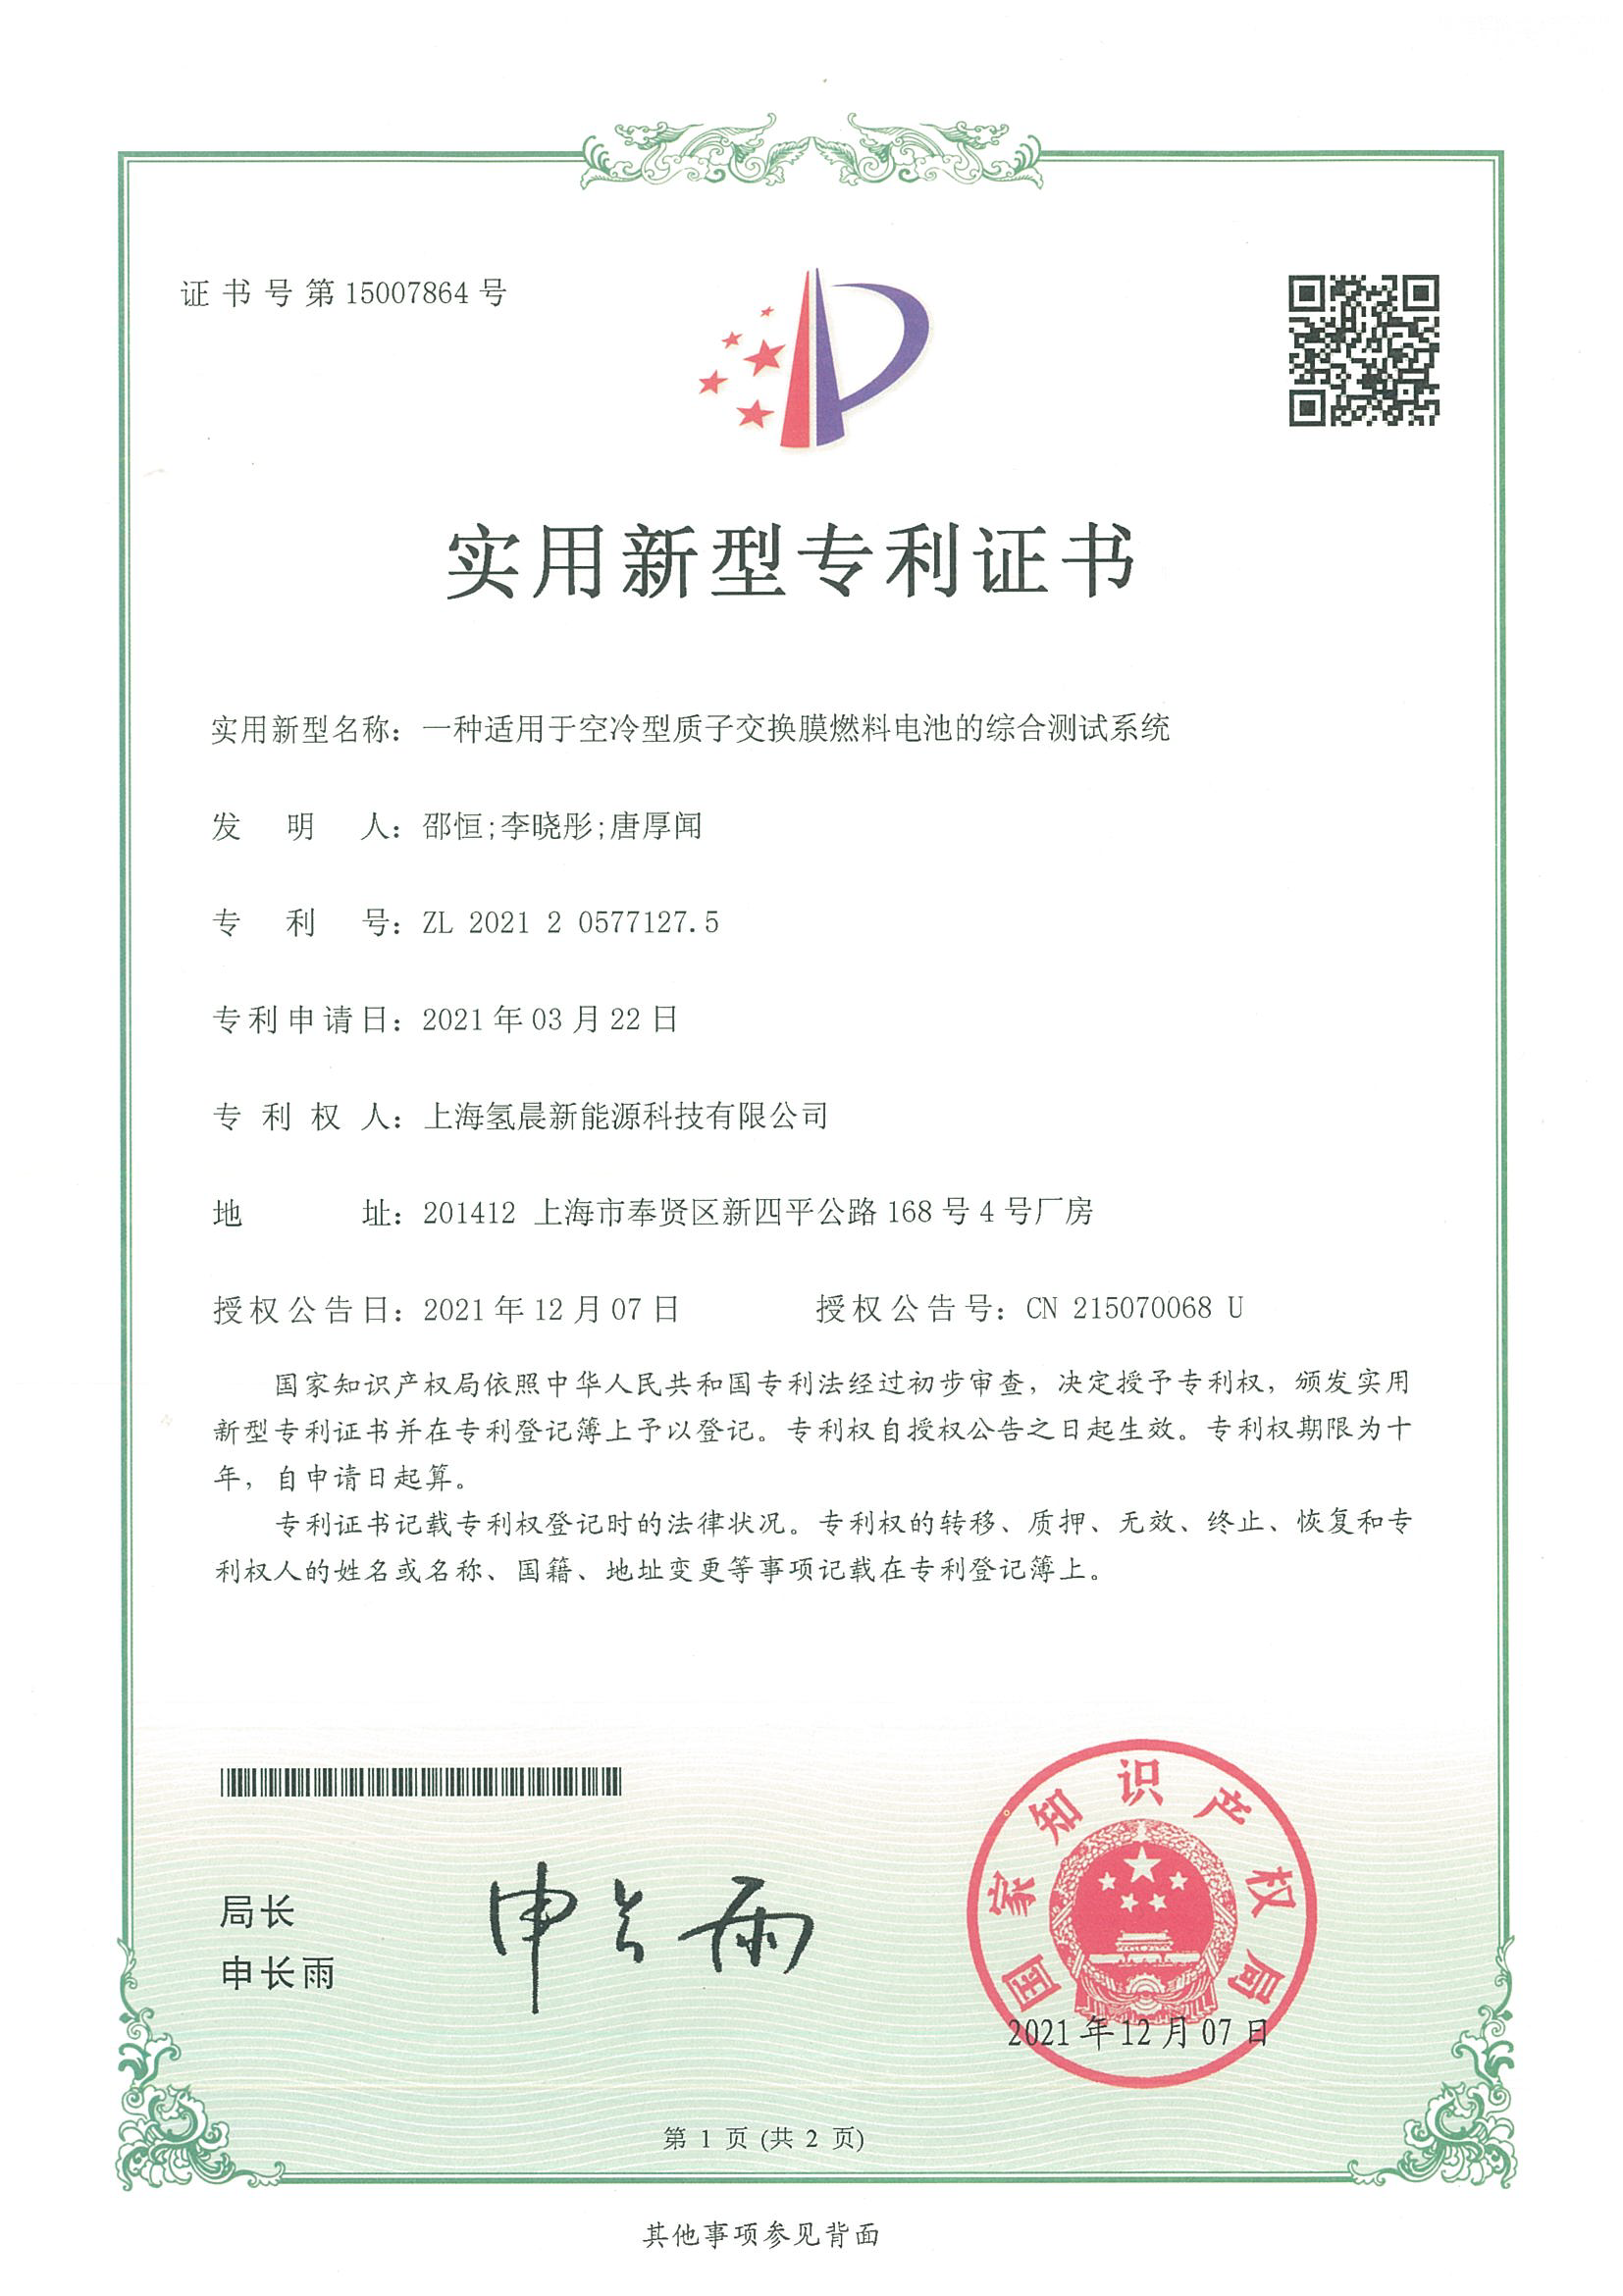 证书号第15007864号
实用新型专利证书
实用新型名称：一种适用于空冷型质子交换膜燃料电池的综合测试系统
发明人：邵恒;李晓彤;唐厚闻
专利号：ZL 2021 2 0577127.5
专利申请日：2021年03月22日
专利权人：上海氢晨新能源科技有限公司
地址：201412 上海市奉贤区新四平公路168号4号厂房
授权公告日：2021年12月07日 授权公告号：CN 215070068 U
国家知识产权局依照中华人民共和国专利法经过初步审查，决定授予专利权，颁发实用
新型专利证书并在专利登记簿上予以登记。专利权自授权公告之日起生效。专利权期限为十
年，自申请日起算。
专利证书记载专利权登记时的法律状况。专利权的转移、质押、无效、终止、恢复和专
利权人的姓名或名称、国籍、地址变更等事项记载在专利登记簿上。
局长
申长雨
申长雨
国家知识产权局
2021年12月07日
第 1 页 (共 2 页)
其他事项参见背面